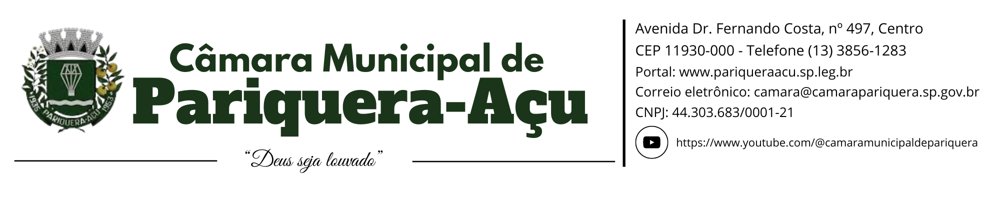 Câmara Municipal de
Pariquera-Açu
1935 PARIQUERA-AÇU 1953
“Deus seja louvado”
Avenida Dr. Fernando Costa, nº 497, Centro
CEP 11930-000 - Telefone (13) 3856-1283
Portal: www.pariqueraacu.sp.leg.br
Correio eletrônico: camara@camarapariquera.sp.gov.br
CNPJ: 44.303.683/0001-21
https://www.youtube.com/@camaramunicipaldepariquera